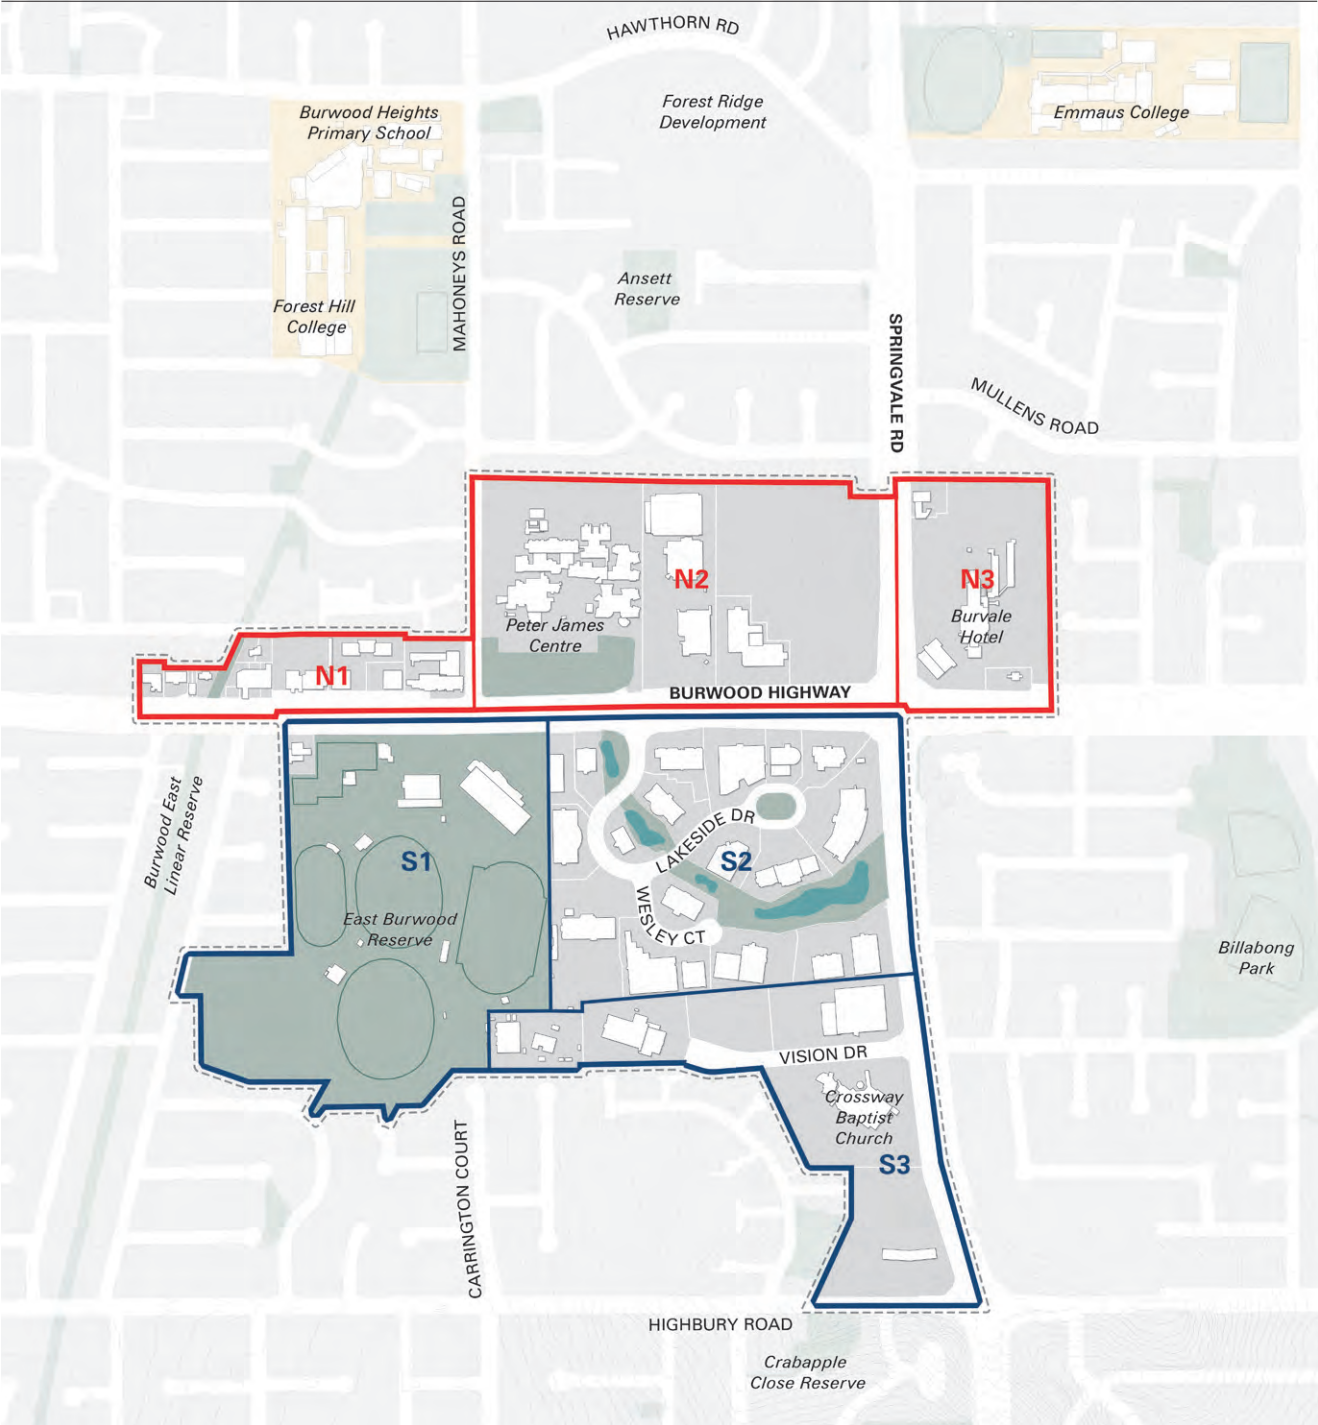 HAWTHORN RD
Burwood Heights
Primary School
Forest Ridge
Development
Emmaus College
MAHONEYS ROAD
Ansett
Reserve
Forest Hill
College
SPRINGVALE RD
MULLENS ROAD
N2
N3
Peter James
Centre
Burvale
Hotel
N1
BURWOOD HIGHWAY
Burwood East
Linear Reserve
LAKESIDE DR
S1
S2
East Burwood
Reserve
WESLEY CT
Billabong
Park
VISION DR
Crossway
Baptist
Church
S3
CARRINGTON COURT
HIGHBURY ROAD
Crabapple
Close Reserve